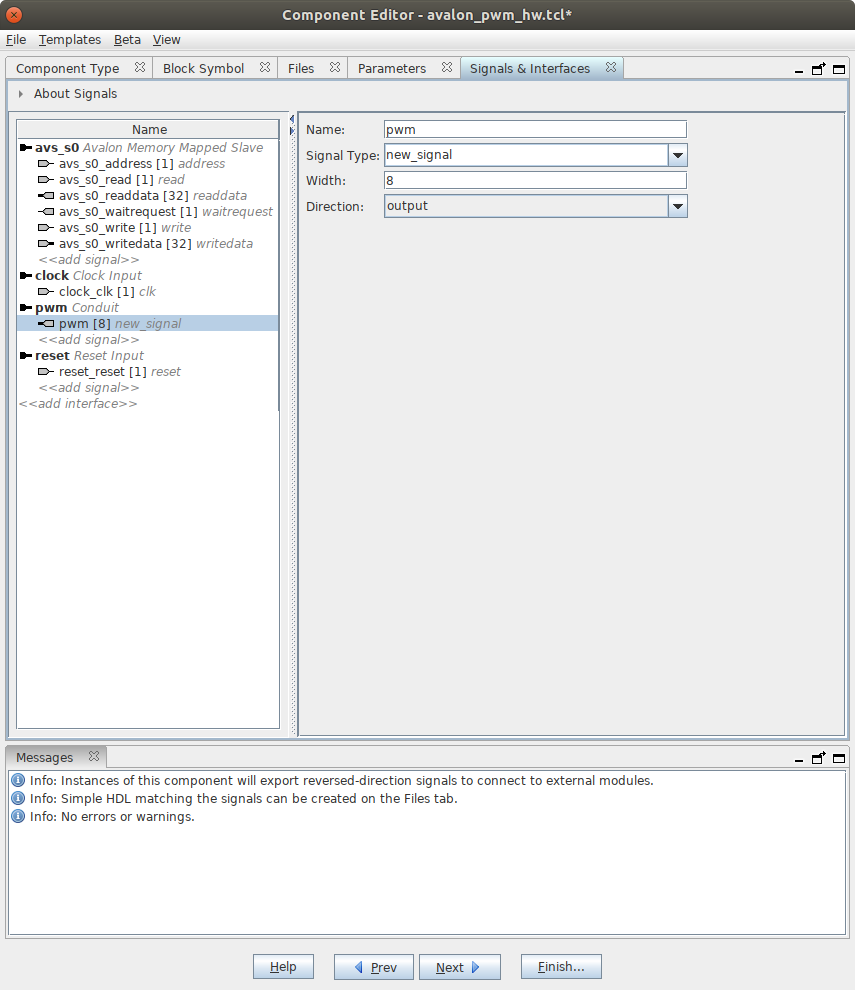 Component Editor - avalon_pwm_hw.tcl*
File Templates Beta View
Component Type Block Symbol Files Parameters Signals & Interfaces
About Signals
Name
avs_s0 Avalon Memory Mapped Slave
avs_s0_address [1] address
avs_s0_read [1] read
avs_s0_readdata [32] readdata
avs_s0_waitrequest [1] waitrequest
avs_s0_write [1] write
avs_s0_writedata [32] writedata
<<add signal>>
clock Clock Input
clock_clk [1] clk
pwm Conduit
pwm [8] new_signal
<<add signal>>
reset Reset Input
reset_reset [1] reset
<<add signal>>
<<add interface>>
Name: pwm
Signal Type: new_signal
Width: 8
Direction: output
Messages
Info: Instances of this component will export reversed-direction signals to connect to external modules.
Info: Simple HDL matching the signals can be created on the Files tab.
Info: No errors or warnings.
Help Prev Next Finish...